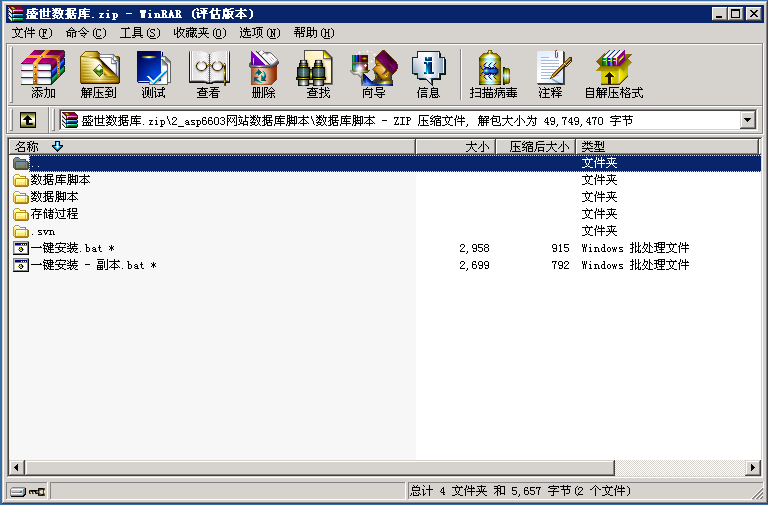 盛世数据库.zip - WinRAR (评估版本)
文件(F) 命令(C) 工具(S) 收藏夹(O) 选项(N) 帮助(H)
添加 解压到 测试 查看 删除 查找 向导 信息 扫描病毒 注释 自解压格式
盛世数据库.zip\2_asp6603网站数据库脚本\数据库脚本 - ZIP 压缩文件, 解包大小为 49,749,470 字节
名称 大小 压缩后大小 类型
.. 文件夹
数据库脚本 文件夹
数据脚本 文件夹
存储过程 文件夹
.svn 文件夹
一键安装.bat * 2,958 915 Windows 批处理文件
一键安装 - 副本.bat * 2,699 792 Windows 批处理文件
总计 4 文件夹 和 5,657 字节(2 个文件)